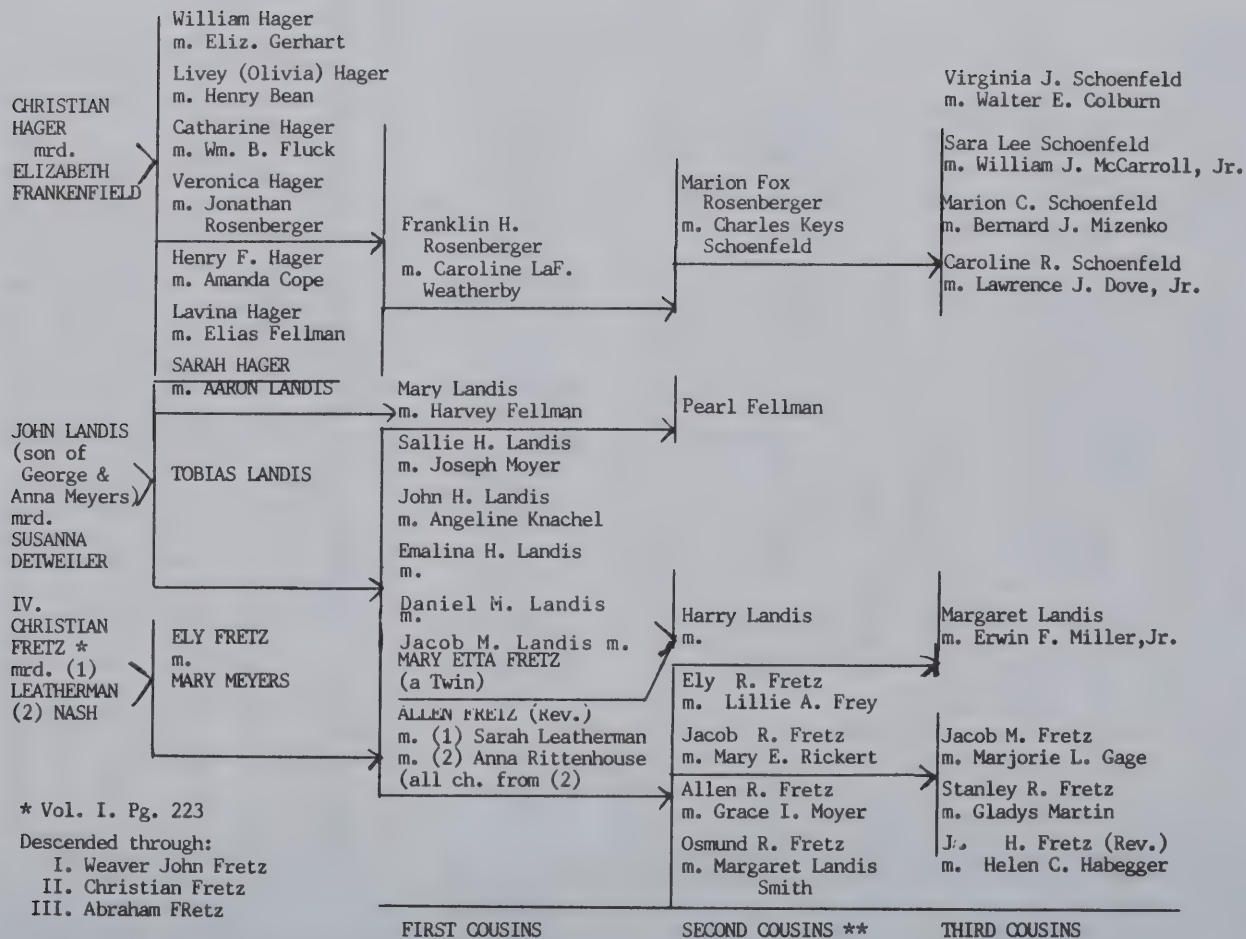 CHRISTIAN
HAGER
mrd.
ELIZABETH
FRANKENFIELD
William Hager
m. Eliz. Gerhart
Livey (Olivia) Hager
m. Henry Bean
Catharine Hager
m. Wm. B. Fluck
Veronica Hager
m. Jonathan
Rosenberger
Henry F. Hager
m. Amanda Cope
Lavina Hager
m. Elias Fellman
SARAH HAGER
m. AARON LANDIS
Franklin H.
Rosenberger
m. Caroline LaF.
Weatherby
Marion Fox
Rosenberger
m. Charles Keys
Schoenfeld
Virginia J. Schoenfeld
m. Walter E. Colburn
Sara Lee Schoenfeld
m. William J. McCarroll, Jr.
Marion C. Schoenfeld
m. Bernard J. Mizenko
Caroline R. Schoenfeld
m. Lawrence J. Dove, Jr.
JOHN LANDIS
(son of
George &
Anna Meyers)
mrd.
SUSANNA
DETWEILER
TOBIAS LANDIS
Mary Landis
m. Harvey Fellman
Sallie H. Landis
m. Joseph Moyer
John H. Landis
m. Angeline Knachel
Emalina H. Landis
m.
Daniel M. Landis
m.
Jacob M. Landis m.
MARY ETTA FRETZ
(a Twin)
Pearl Fellman
Harry Landis
m.
Margaret Landis
m. Erwin F. Miller,Jr.
IV.
CHRISTIAN
FRETZ *
mrd. (1)
LEATHERMAN
(2) NASH
ELY FRETZ
m.
MARY MEYERS
ALLEN FRETZ (Rev.)
m. (1) Sarah Leatherman
m. (2) Anna Rittenhouse
(all ch. from (2)
Ely R. Fretz
m. Lillie A. Frey
Jacob R. Fretz
m. Mary E. Rickert
Allen R. Fretz
m. Grace I. Moyer
Osmund R. Fretz
m. Margaret Landis
Smith
Jacob M. Fretz
m. Marjorie L. Gage
Stanley R. Fretz
m. Gladys Martin
H. Fretz (Rev.)
m. Helen C. Habegger
* Vol. I. Pg. 223
Descended through:
I. Weaver John Fretz
II. Christian Fretz
III. Abraham FRetz
FIRST COUSINS
SECOND COUSINS **
THIRD COUSINS